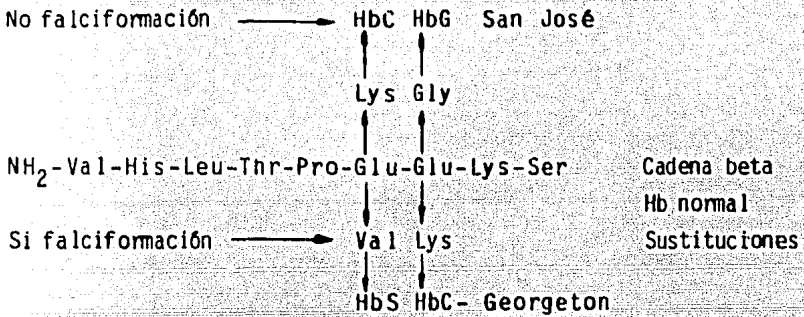 No falciformación HbC HbG San José
Lys Gly
NH2-Val-His-Leu-Thr-Pro-Glu-Glu-Lys-Ser Cadena beta
Hb normal
Si falciformación Val Lys Sustituciones
HbS HbC- Georgeton